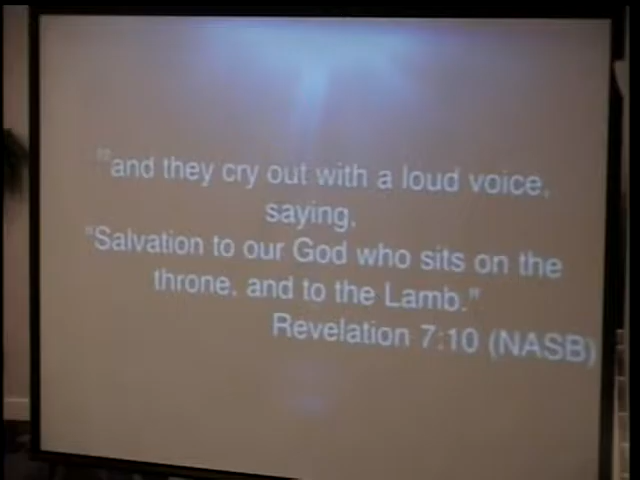 "and they cry out with a loud voice,
saying,
"Salvation to our God who sits on the
throne, and to the Lamb."
Revelation 7:10 (NASB)